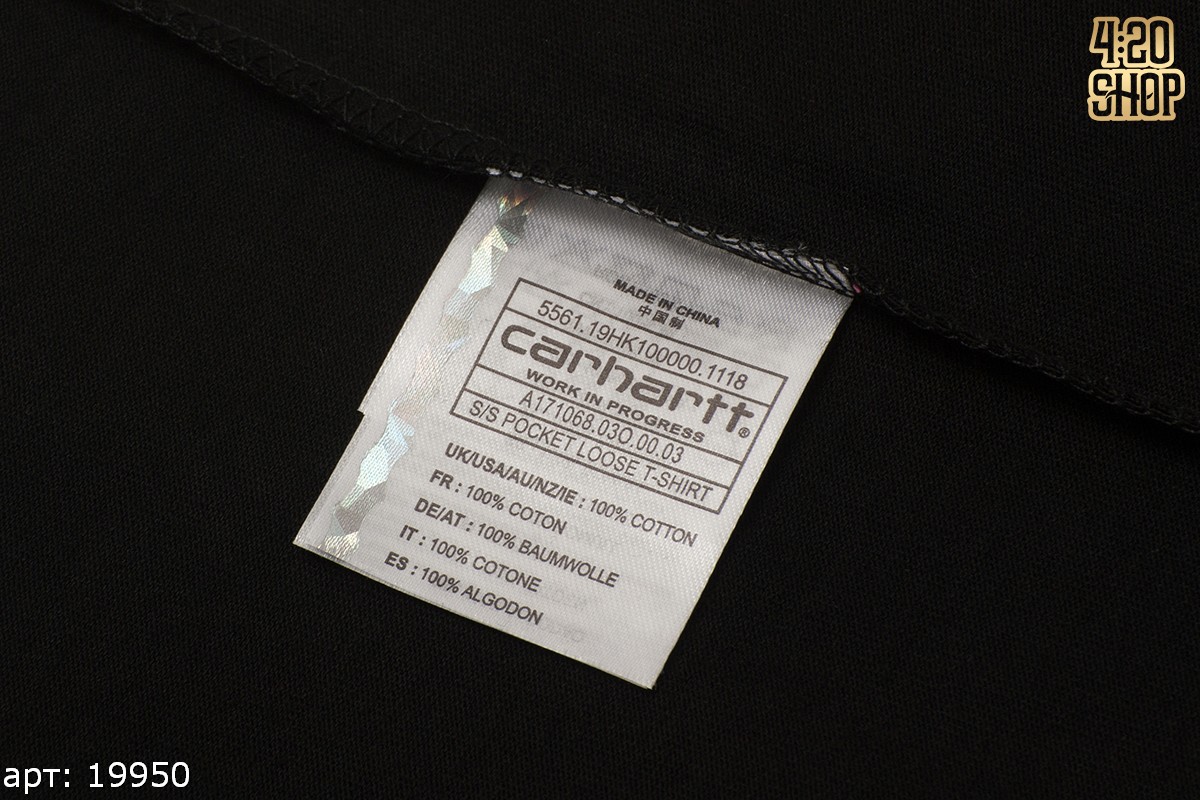 4:20
SHOP
MADE IN CHINA
中国制
5561.19HK100000.1118
carhartt®
WORK IN PROGRESS
A171068.03O.00.03
S/S POCKET LOOSE T-SHIRT
UK/USA/AU/NZ/IE : 100% COTTON
FR : 100% COTON
DE/AT : 100% BAUMWOLLE
IT : 100% COTONE
ES : 100% ALGODON
арт: 19950